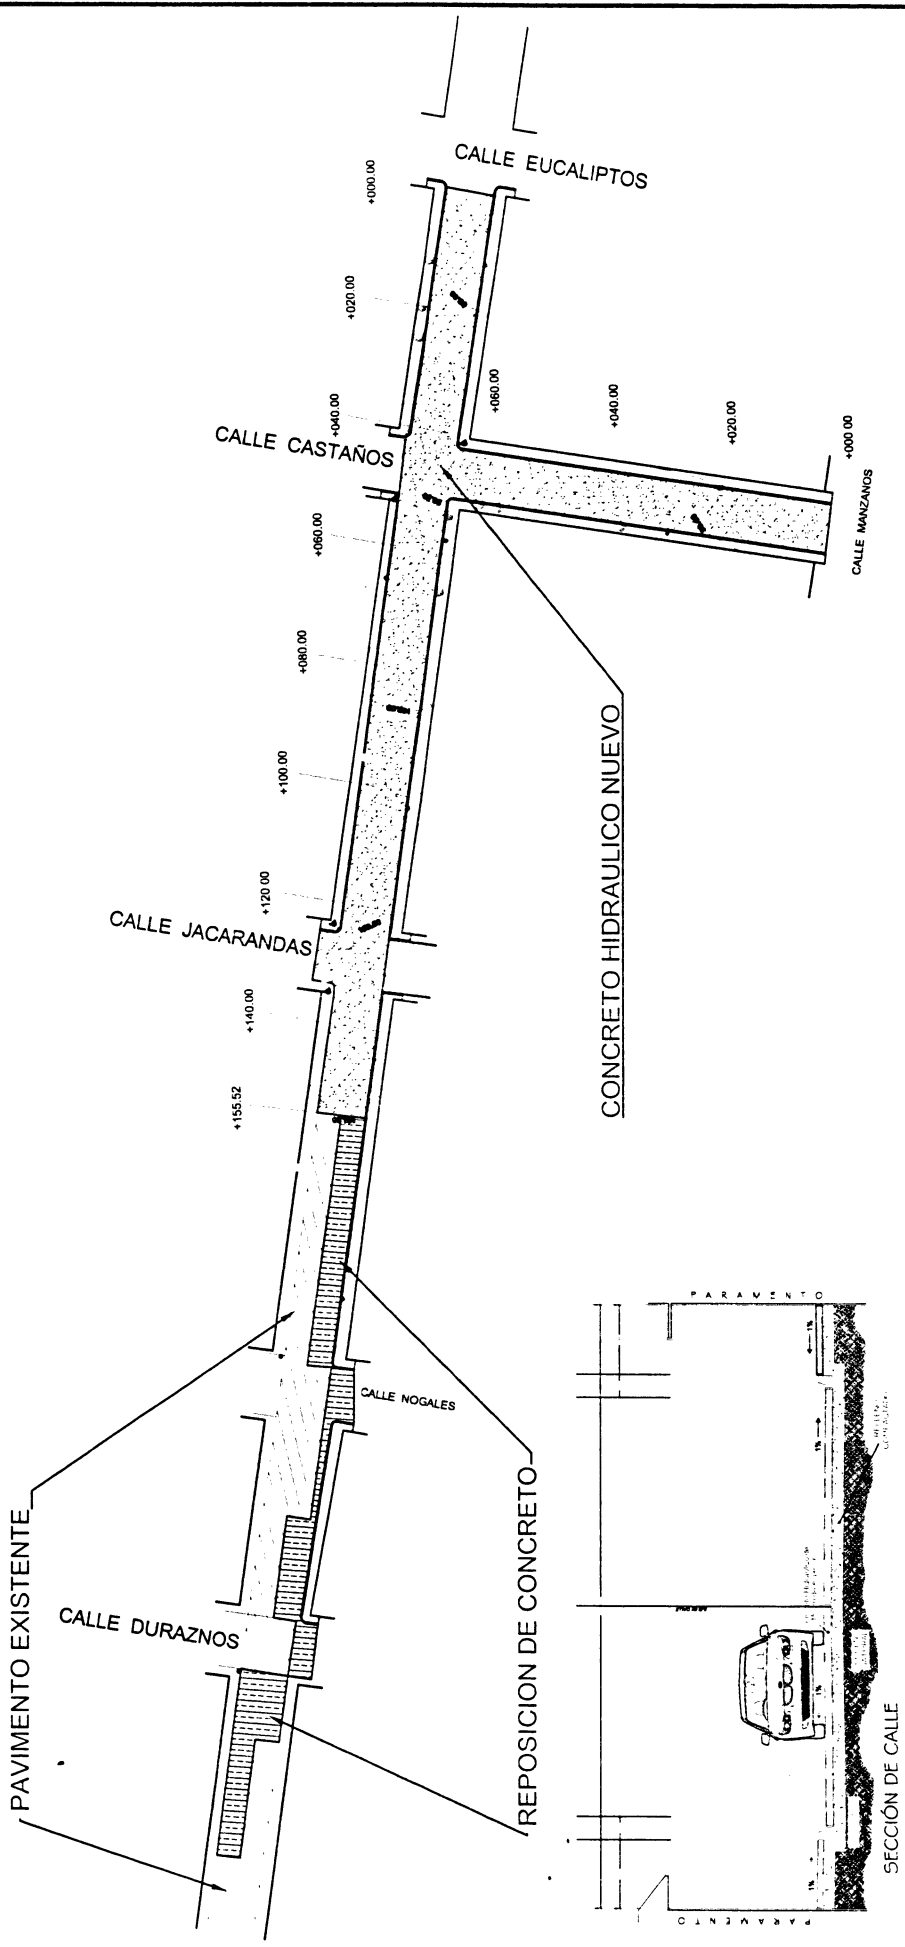 CALLE EUCALIPTOS
+000.00
+020.00
+040.00
CALLE CASTAÑOS
+060.00
+040.00
+020.00
+000 00
CALLE MANZANOS
+060.00
+080.00
+100.00
+120 00
CALLE JACARANDAS
+140.00
+155.52
CONCRETO HIDRAULICO NUEVO
CALLE NOGALES
PAVIMENTO EXISTENTE
CALLE DURAZNOS
REPOSICION DE CONCRETO
PARAMENTO
1%
1%
1%
1%
PARAMENTO
SECCIÓN DE CALLE